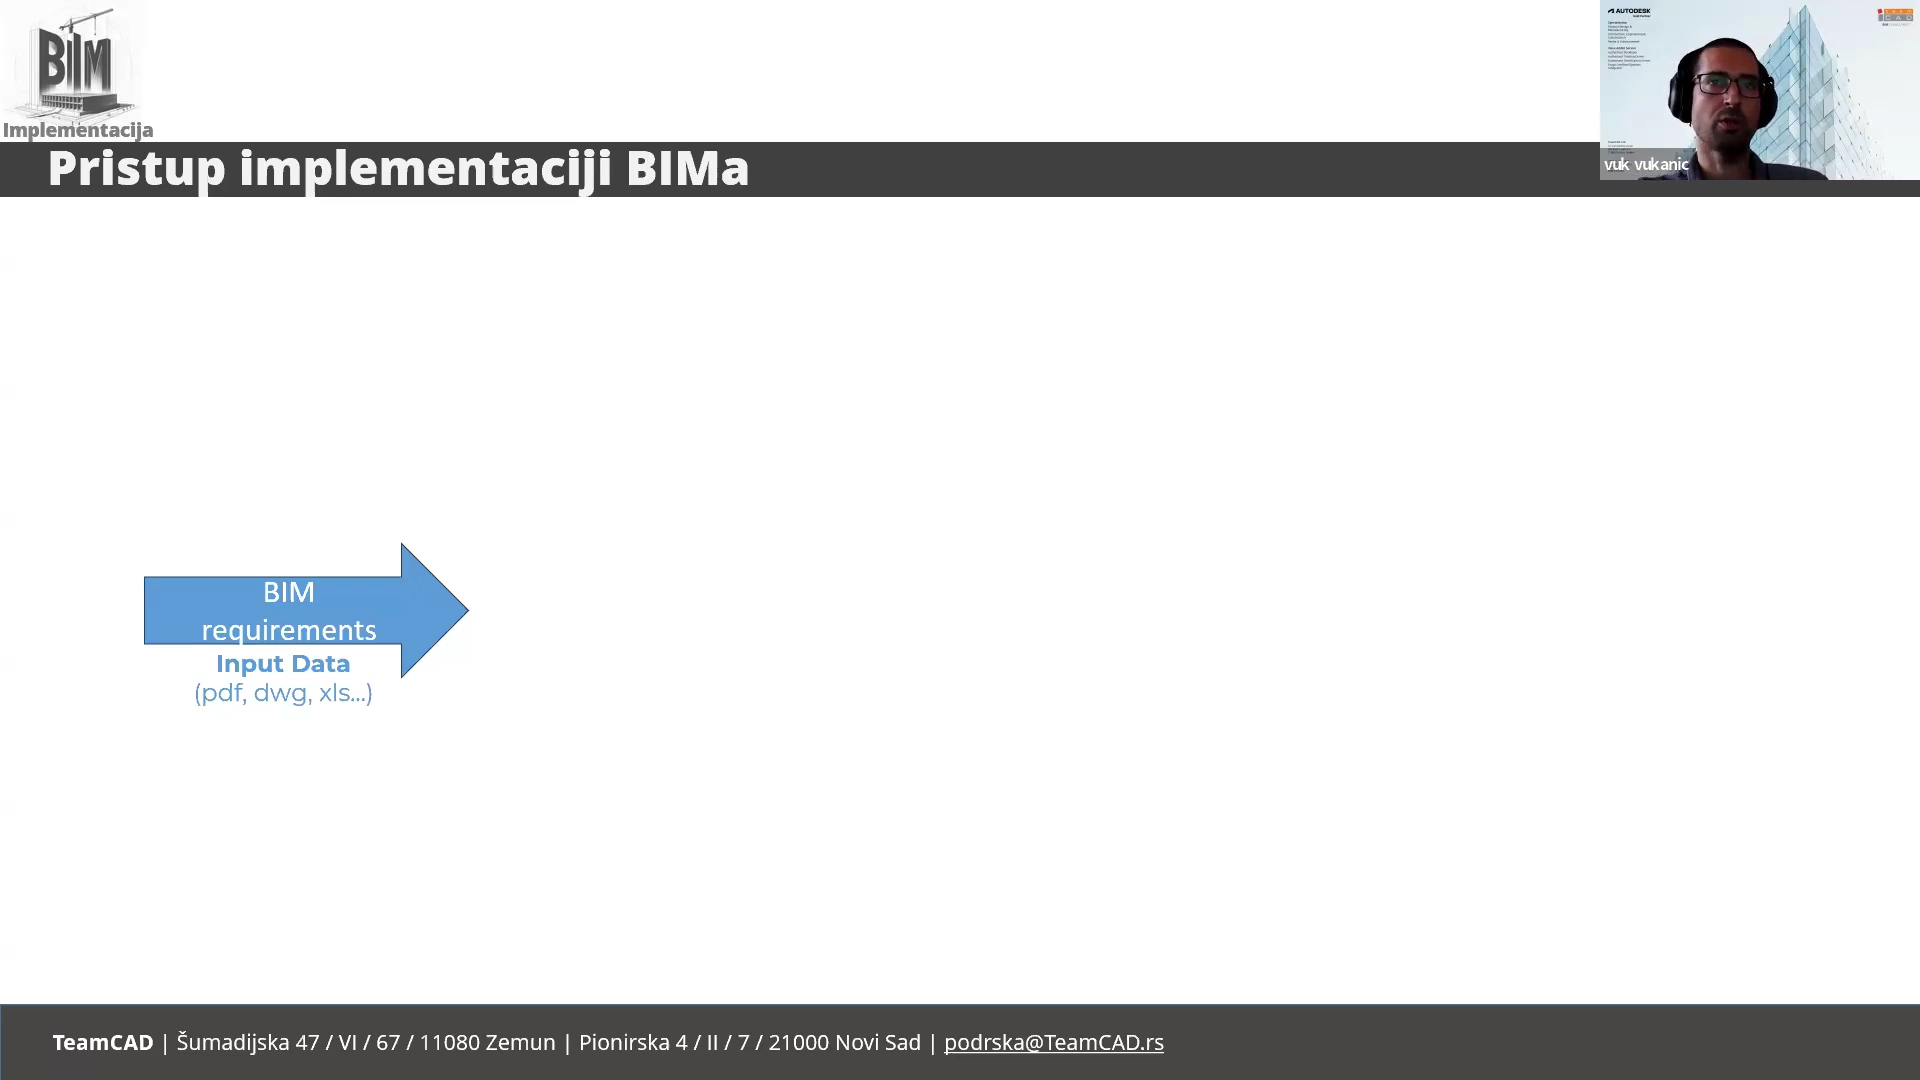 BIM
Implementacija
Pristup implementaciji BIMa
AUTODESK
vuk vukanic
BIM
requirements
Input Data
(pdf, dwg, xls...)
TeamCAD | Šumadijska 47 / VI / 67 / 11080 Zemun | Pionirska 4 / II / 7 / 21000 Novi Sad | podrska@TeamCAD.rs